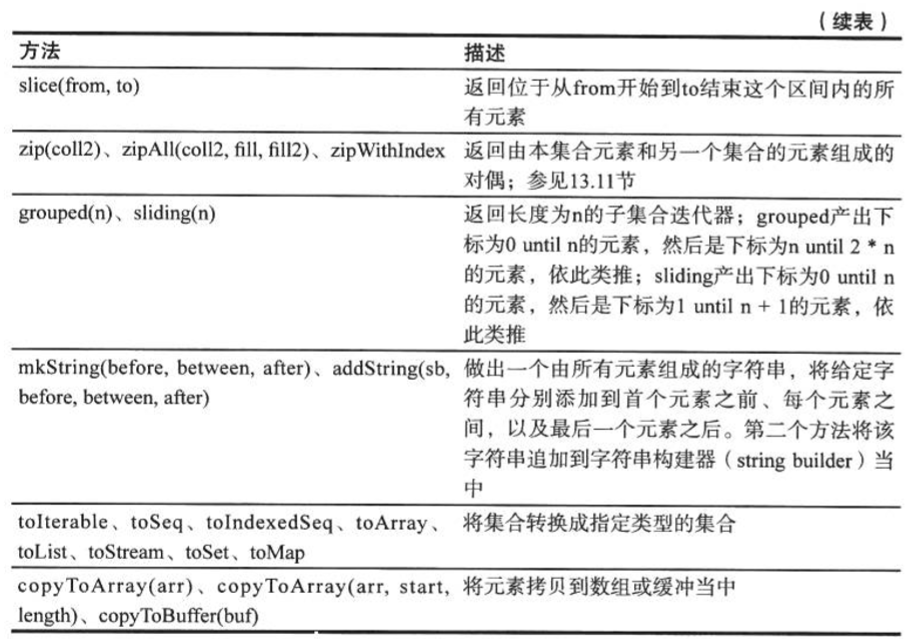 （续表）
方法 描述
slice(from, to) 返回位于从from开始到to结束这个区间内的所
有元素
zip(coll2)、zipAll(coll2, fill, fill2)、zipWithIndex 返回由本集合元素和另一个集合的元素组成的
对偶；参见13.11节
grouped(n)、sliding(n) 返回长度为n的子集合迭代器；grouped产出下
标为0 until n的元素，然后是下标为n until 2 * n
的元素，依此类推；sliding产出下标为0 until n
的元素，然后是下标为1 until n + 1的元素，依
此类推
mkString(before, between, after)、addString(sb, 做出一个由所有元素组成的字符串，将给定字
before, between, after) 符串分别添加到首个元素之前、每个元素之
间，以及最后一个元素之后。第二个方法将该
字符串追加到字符串构建器（string builder）当
中
toIterable、toSeq、toIndexedSeq、toArray、 将集合转换成指定类型的集合
toList、toStream、toSet、toMap
copyToArray(arr)、copyToArray(arr, start, 将元素拷贝到数组或缓冲当中
length)、copyToBuffer(buf)